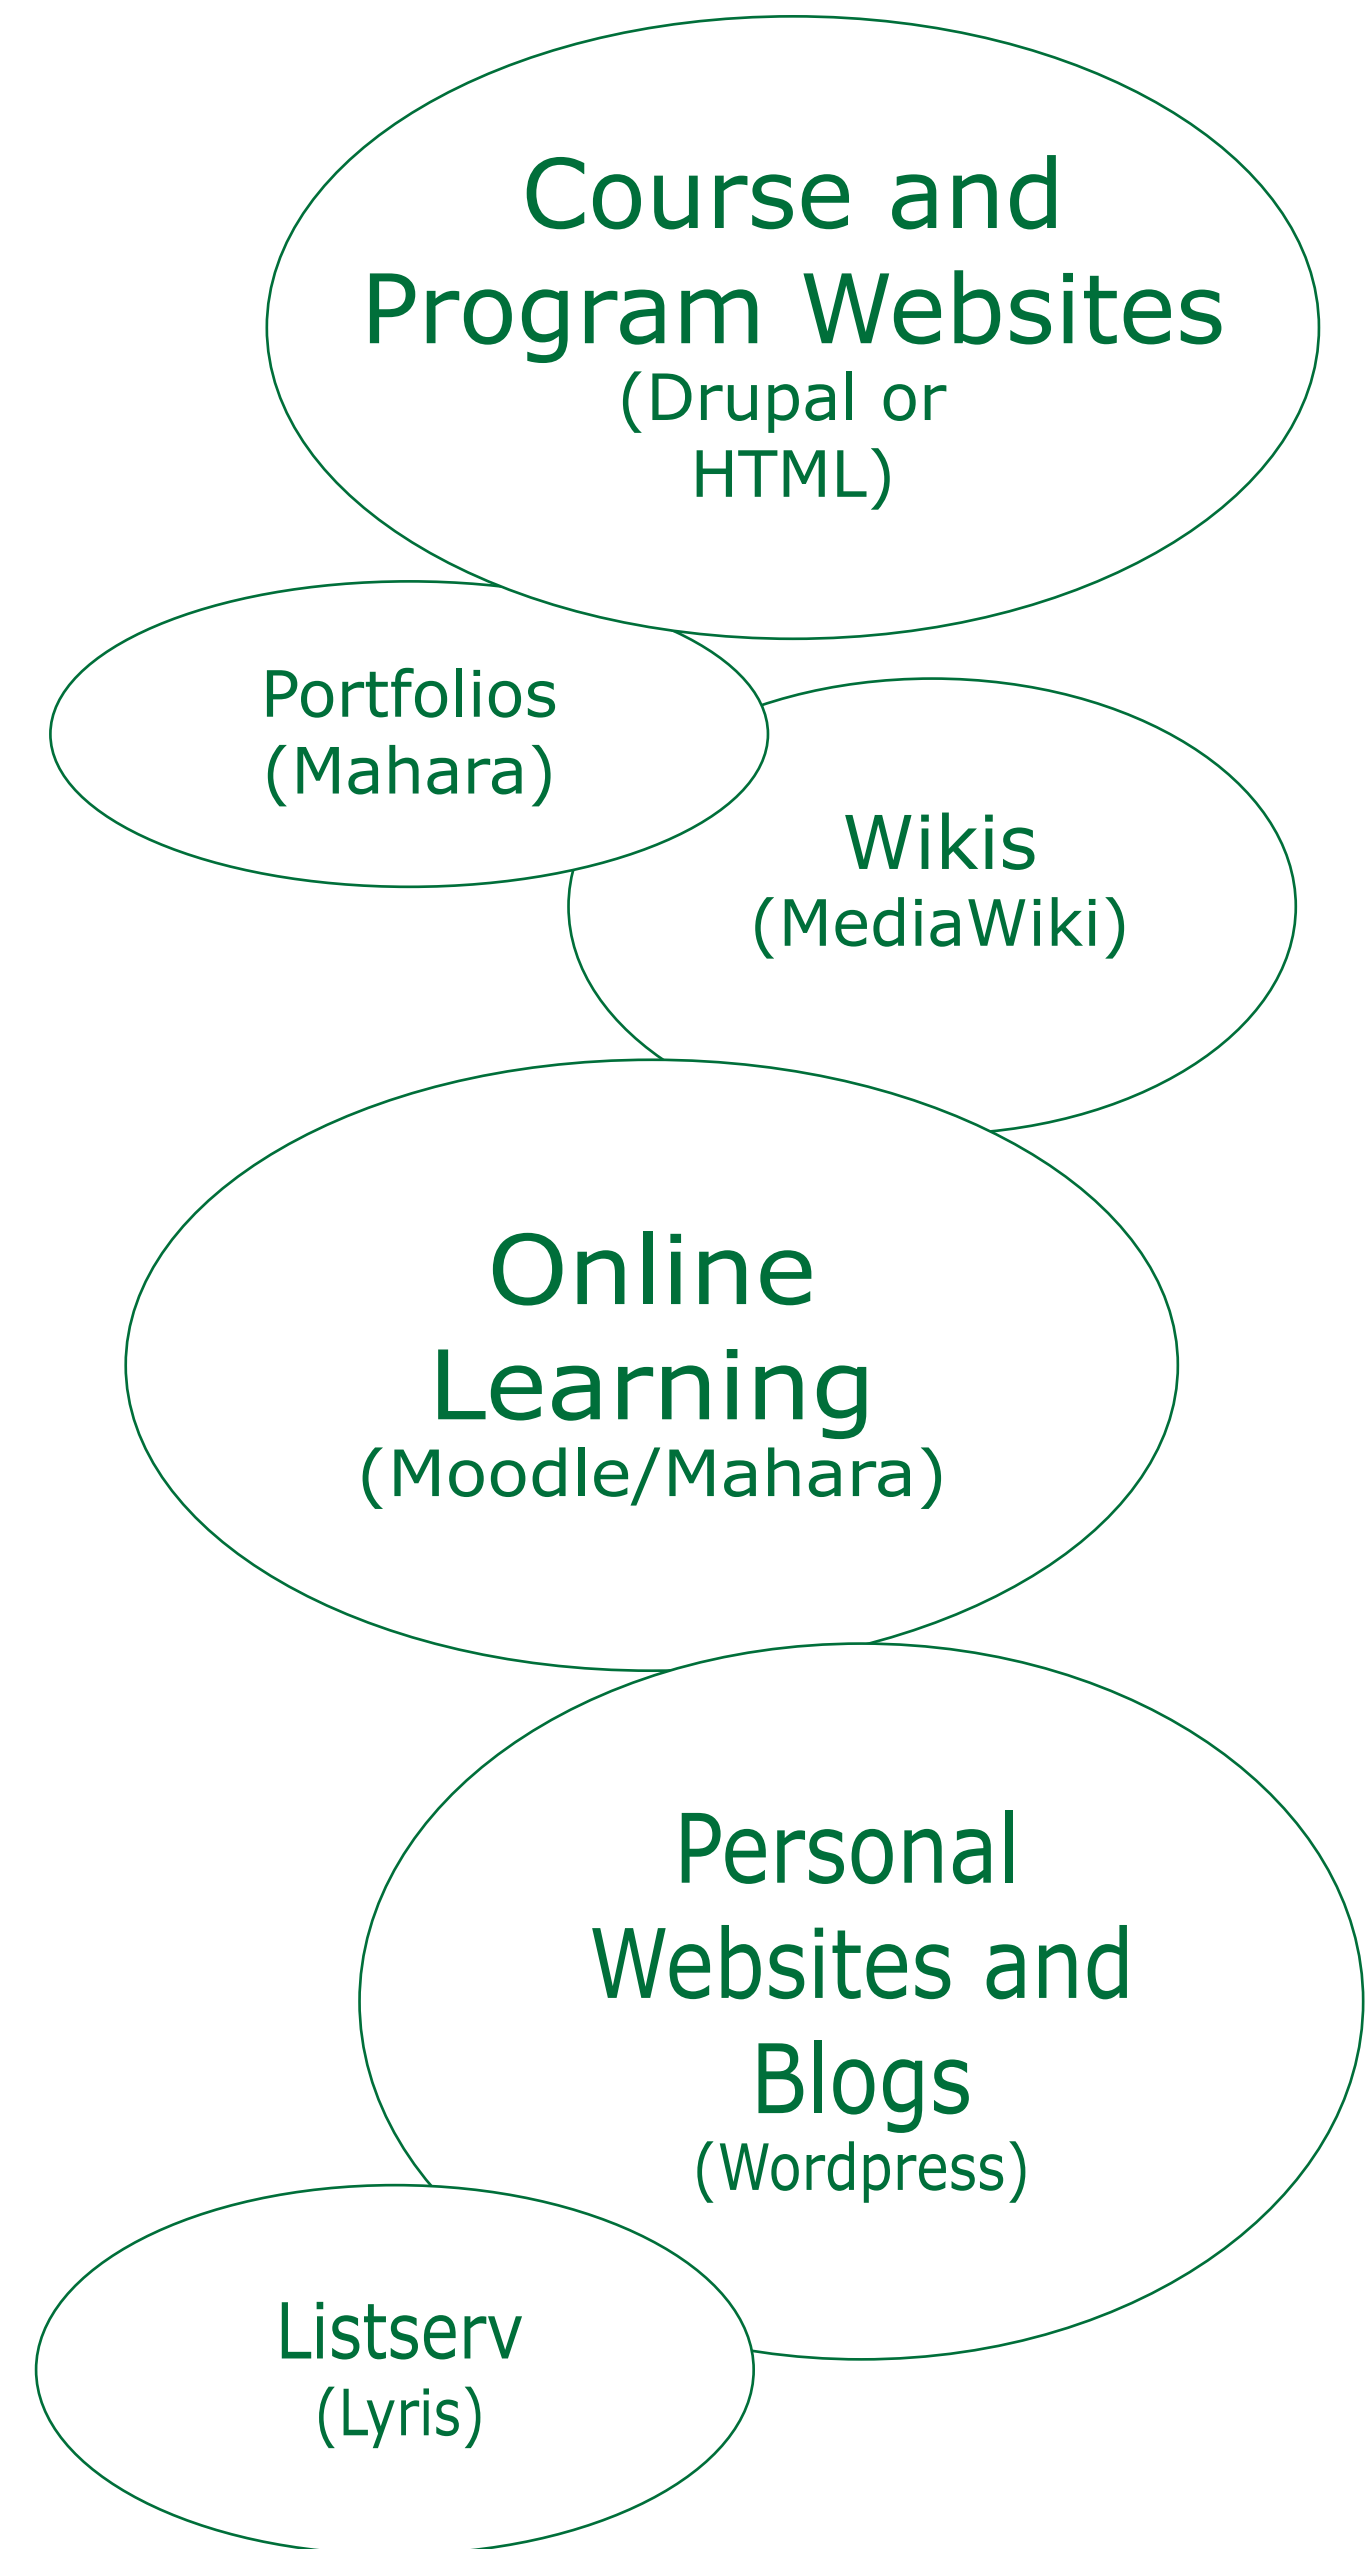 Course and
Program Websites
(Drupal or
HTML)
Portfolios
(Mahara)
Wikis
(MediaWiki)
Online
Learning
(Moodle/Mahara)
Personal
Websites and
Blogs
(Wordpress)
Listserv
(Lyris)